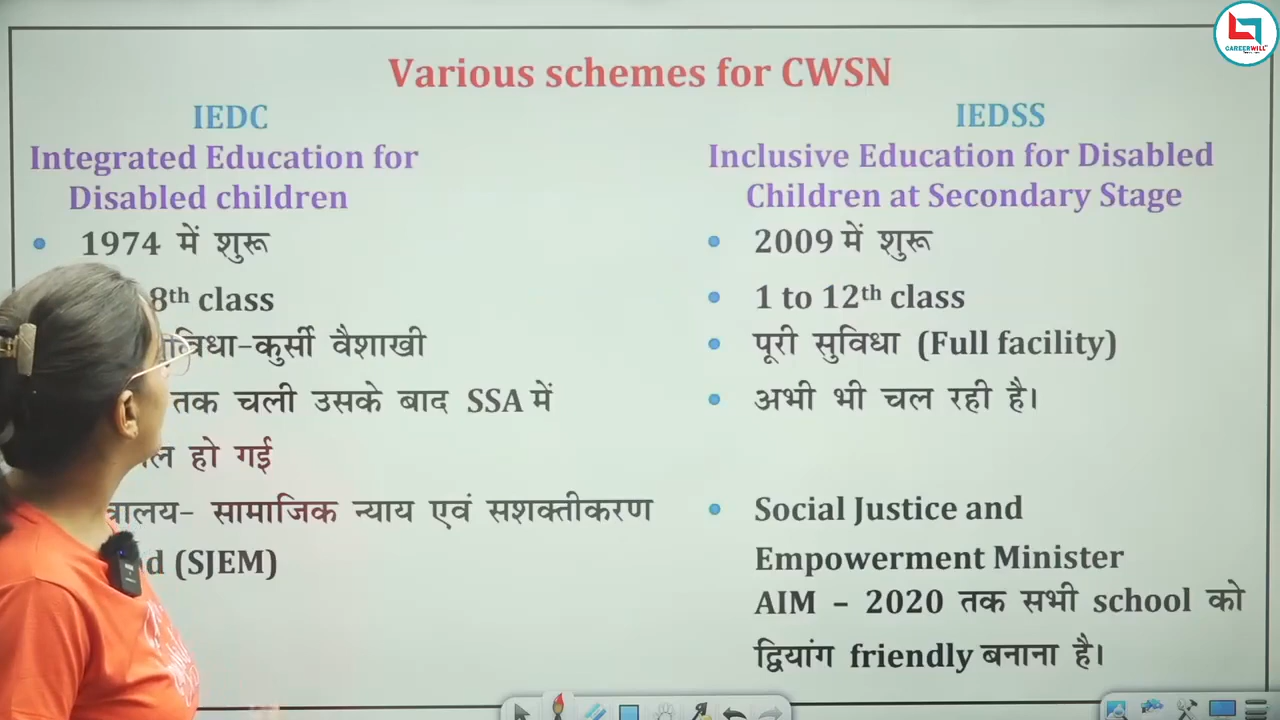 CAREERWILL
Various schemes for CWSN
IEDC
Integrated Education for
Disabled children
1974 में शुरू
8th class
कुर्सी वैशाखी
तक चली उसके बाद SSA में
हो गई
सामाजिक न्याय एवं सशक्तीकरण
(SJEM)
IEDSS
Inclusive Education for Disabled
Children at Secondary Stage
2009 में शुरू
1 to 12th class
पूरी सुविधा (Full facility)
अभी भी चल रही है।
Social Justice and
Empowerment Minister
AIM – 2020 तक सभी school को
द्वियांग friendly बनाना है।